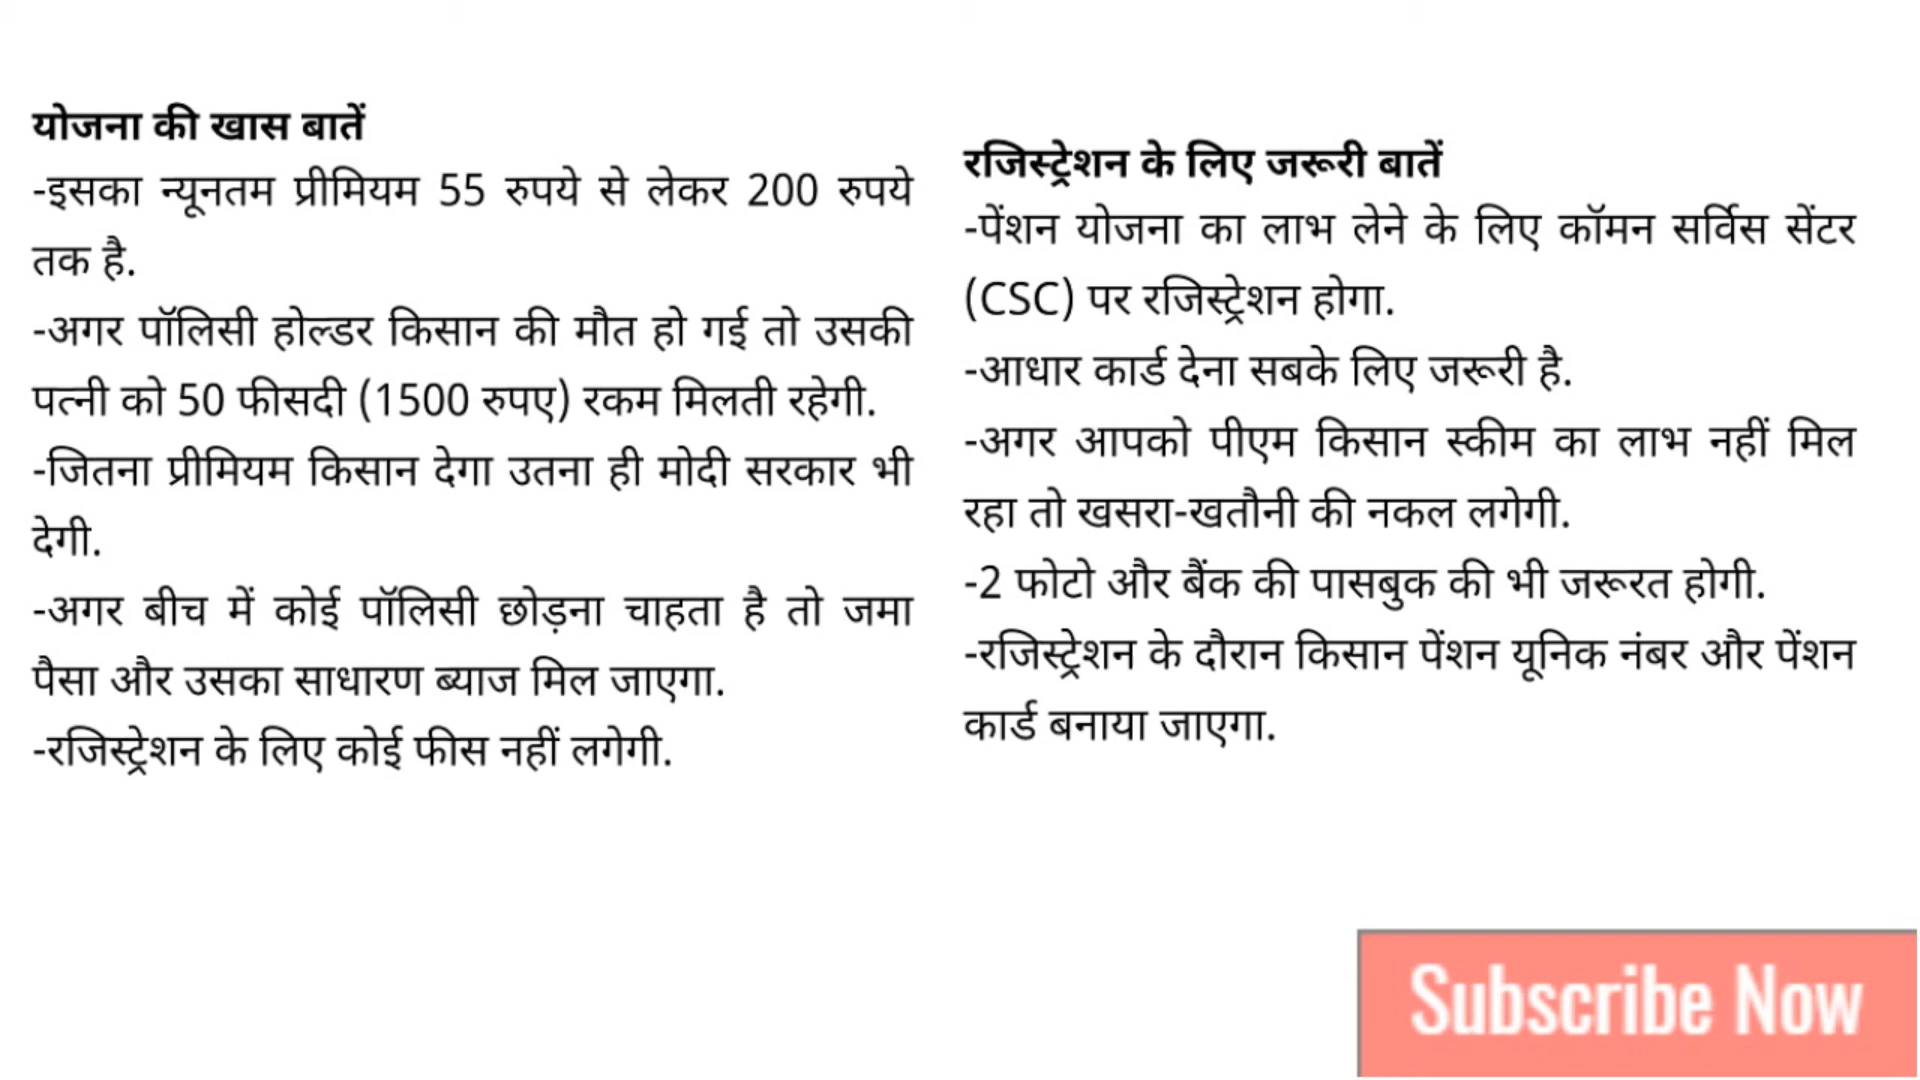 योजना की खास बातें
-इसका न्यूनतम प्रीमियम 55 रुपये से लेकर 200 रुपये
तक है.
-अगर पॉलिसी होल्डर किसान की मौत हो गई तो उसकी
पत्नी को 50 फीसदी (1500 रुपए) रकम मिलती रहेगी.
-जितना प्रीमियम किसान देगा उतना ही मोदी सरकार भी
देगी.
-अगर बीच में कोई पॉलिसी छोड़ना चाहता है तो जमा
पैसा और उसका साधारण ब्याज मिल जाएगा.
-रजिस्ट्रेशन के लिए कोई फीस नहीं लगेगी.
रजिस्ट्रेशन के लिए जरूरी बातें
-पेंशन योजना का लाभ लेने के लिए कॉमन सर्विस सेंटर
(CSC) पर रजिस्ट्रेशन होगा.
-आधार कार्ड देना सबके लिए जरूरी है.
-अगर आपको पीएम किसान स्कीम का लाभ नहीं मिल
रहा तो खसरा-खतौनी की नकल लगेगी.
-2 फोटो और बैंक की पासबुक की भी जरूरत होगी.
-रजिस्ट्रेशन के दौरान किसान पेंशन यूनिक नंबर और पेंशन
कार्ड बनाया जाएगा.
Subscribe Now